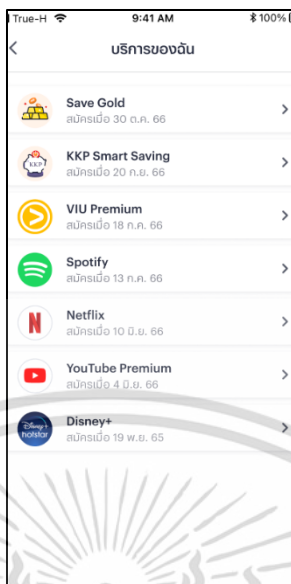 True-H 9:41 AM 100%
บริการของฉัน
Save Gold
สมัครเมื่อ 30 ต.ค. 66
KKP
KKP Smart Saving
สมัครเมื่อ 20 ก.ย. 66
VIU Premium
สมัครเมื่อ 18 ก.ค. 66
Spotify
สมัครเมื่อ 13 ก.ค. 66
N
Netflix
สมัครเมื่อ 10 มิ.ย. 66
YouTube Premium
สมัครเมื่อ 4 มิ.ย. 66
Disney+
hotstar
Disney+
สมัครเมื่อ 19 พ.ย. 65